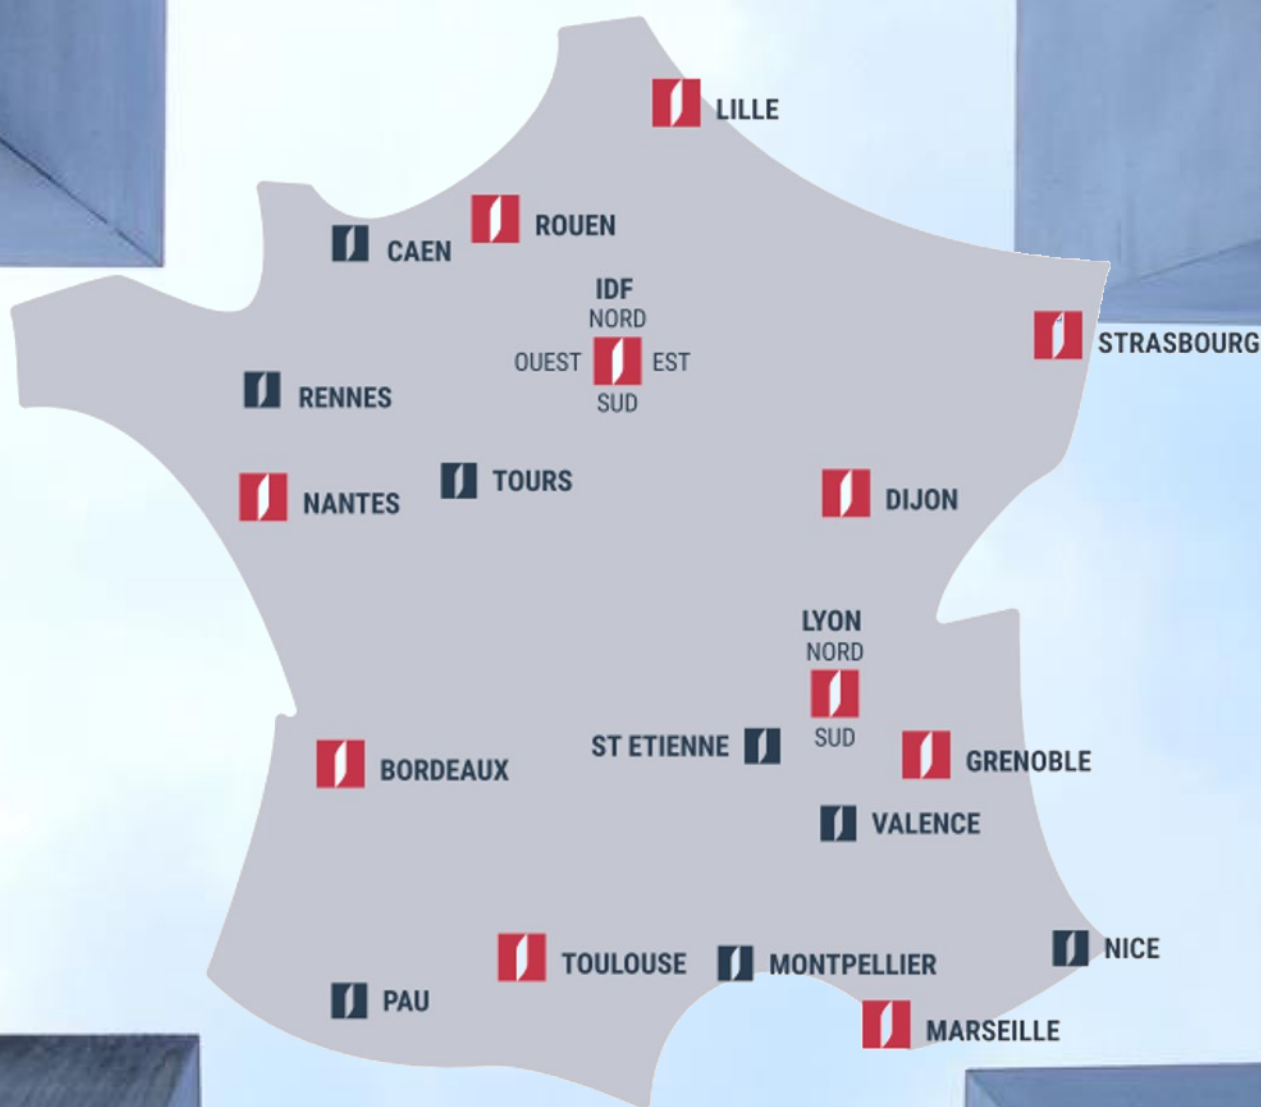 LILLE
ROUEN
CAEN
IDF
NORD
OUEST EST
SUD
STRASBOURG
RENNES
TOURS
NANTES
DIJON
LYON
NORD
SUD
ST ETIENNE
GRENOBLE
BORDEAUX
VALENCE
NICE
TOULOUSE
MONTPELLIER
PAU
MARSEILLE